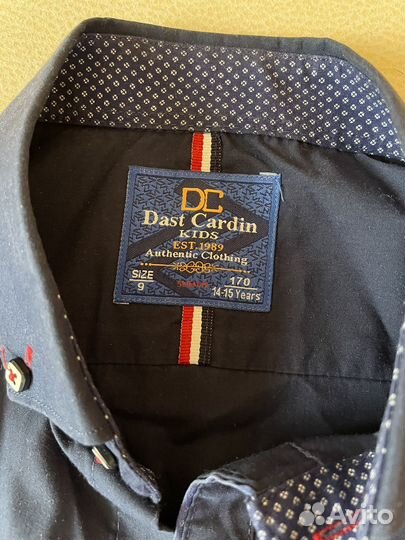 DC
Dast Cardin
KIDS
EST.1989
Authentic Clothing
SIZE 170
9 14-15 Years
Avito